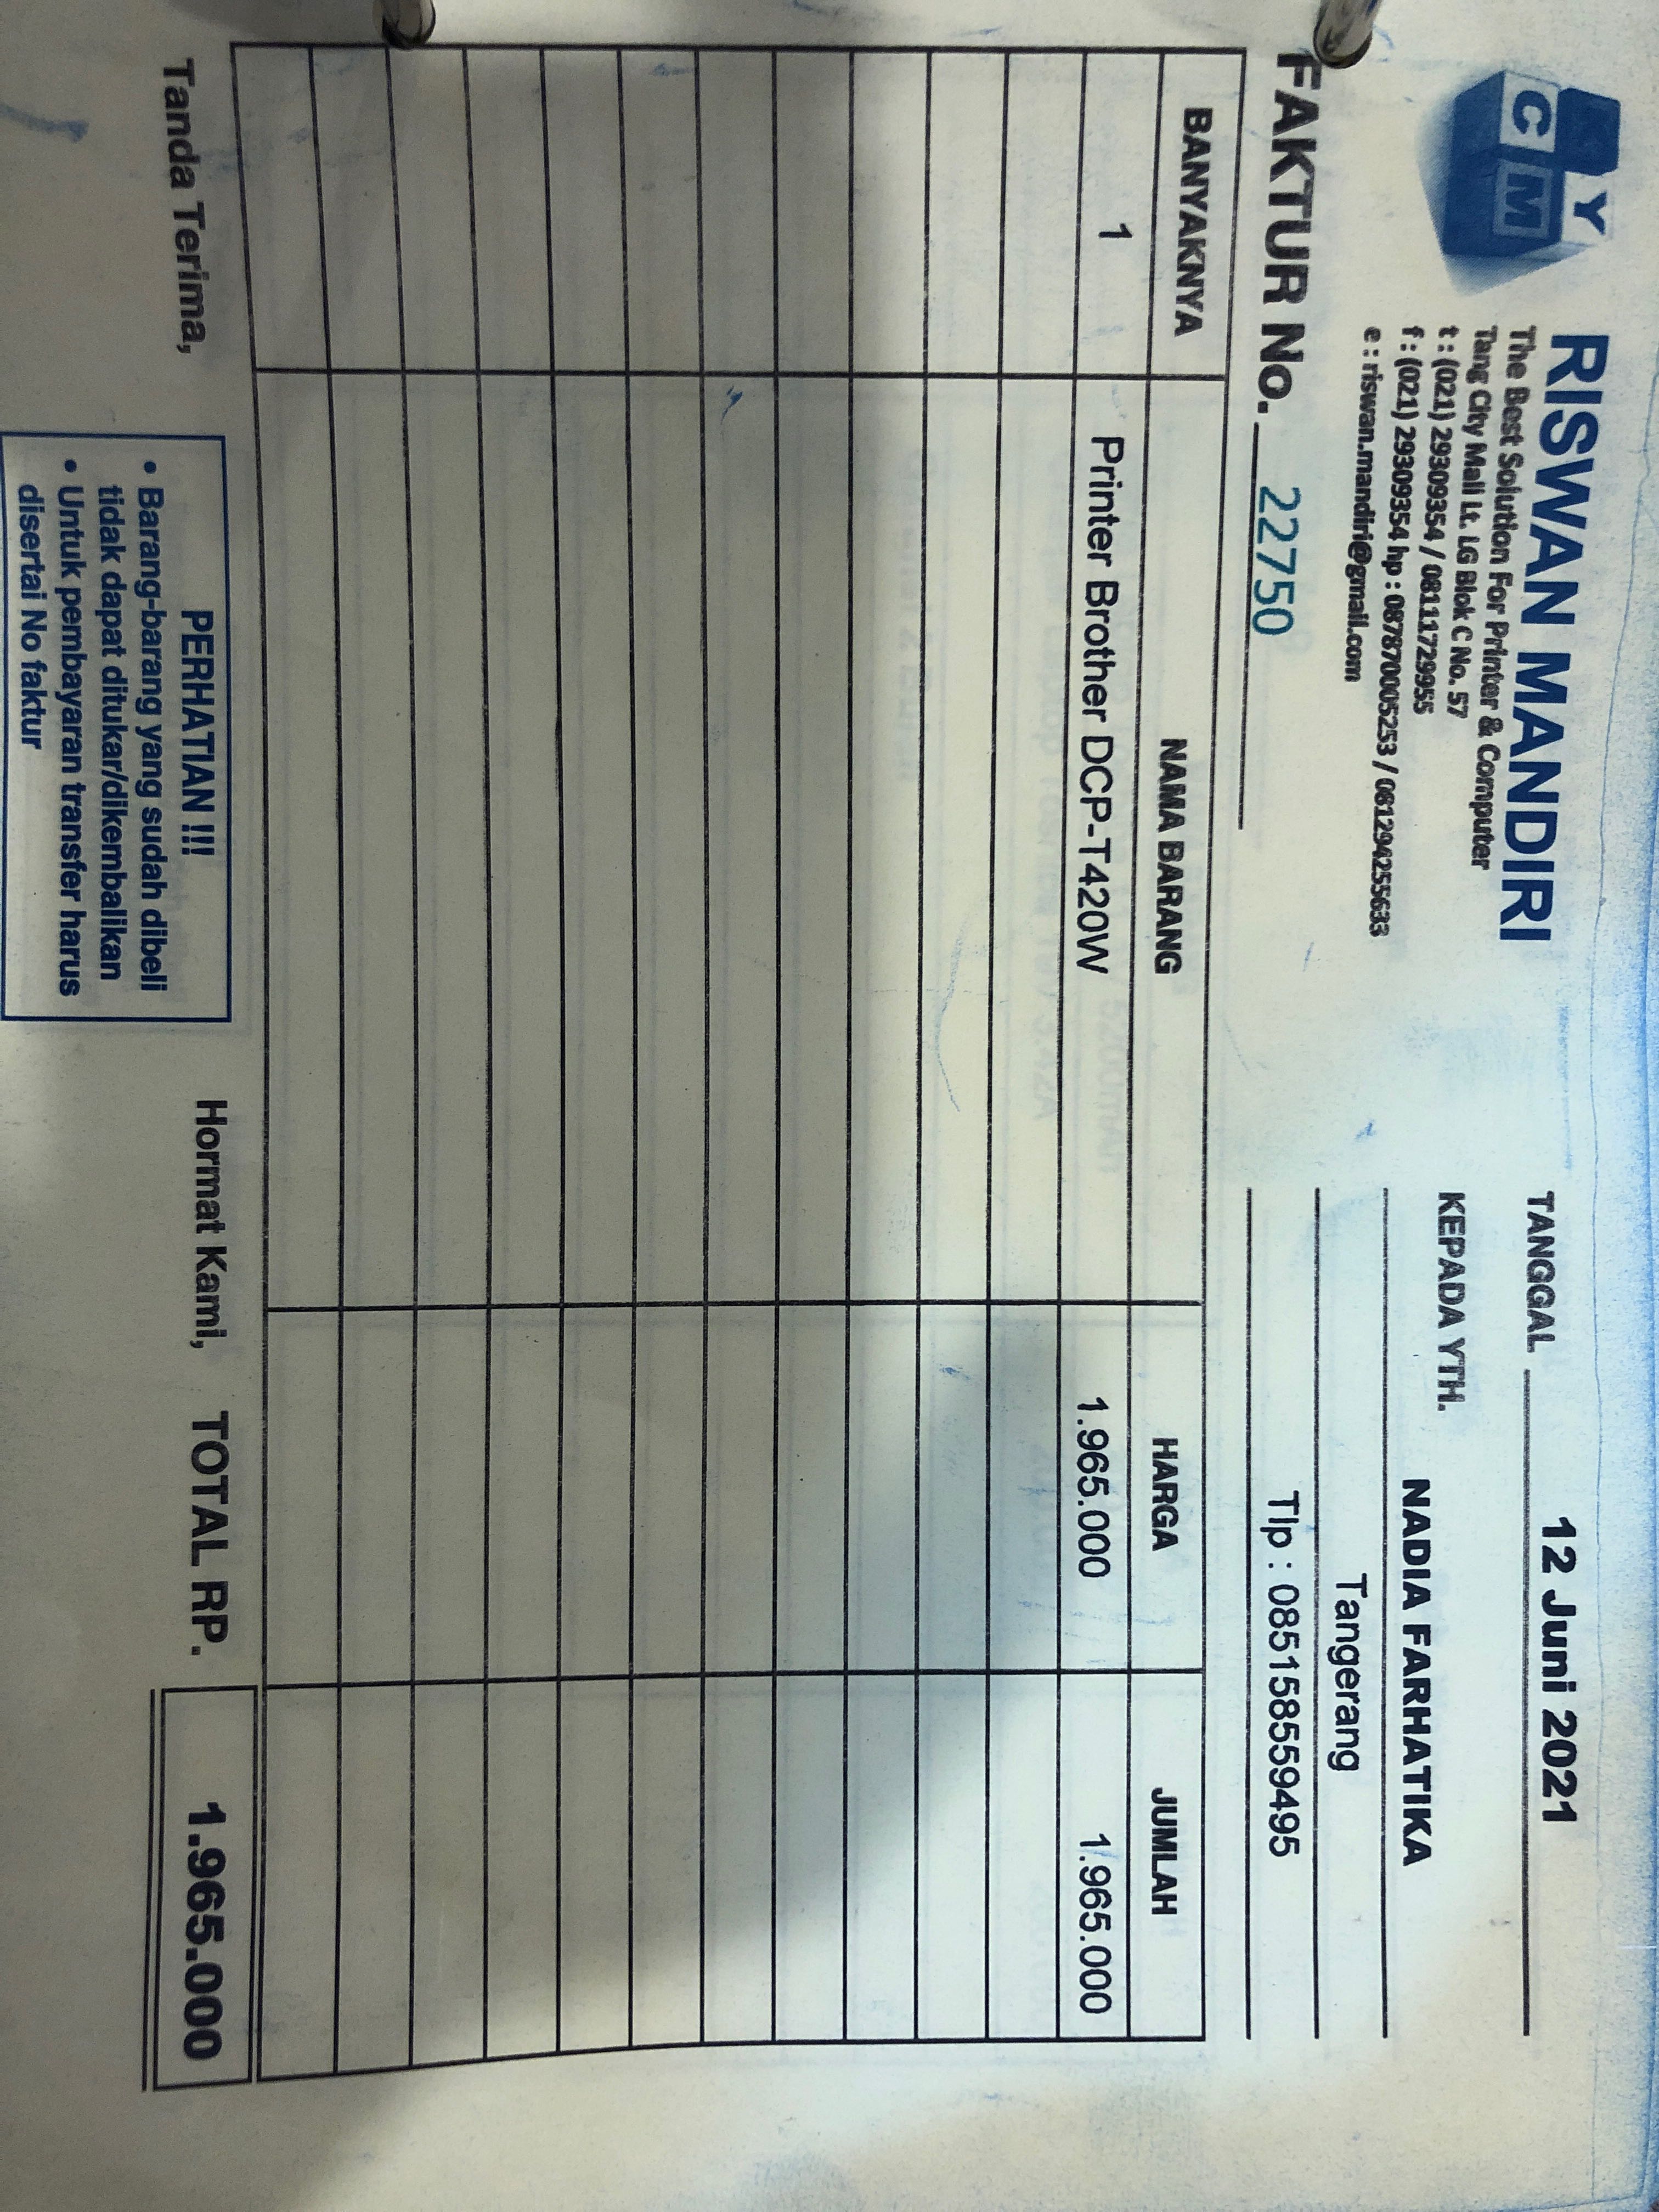 K Y
C M
RISWAN MANDIRI
The Best Solution For Printer & Computer
Tang City Mall Lt. LG Blok C No. 57
t : (021) 29309354 / 08111729955
f : (021) 29309354 hp : 087870005253 / 081294255633
e : riswan.mandiri@gmail.com
TANGGAL 12 Juni 2021
KEPADA YTH.
NADIA FARHATIKA
Tangerang
Tlp : 085158559495
FAKTUR No. 22750
BANYAKNYA NAMA BARANG HARGA JUMLAH
1 Printer Brother DCP-T420W 1.965.000 1.965.000
Tanda Terima, Hormat Kami, TOTAL RP. 1.965.000
PERHATIAN !!!
• Barang-barang yang sudah dibeli
tidak dapat ditukar/dikembalikan
• Untuk pembayaran transfer harus
disertai No faktur